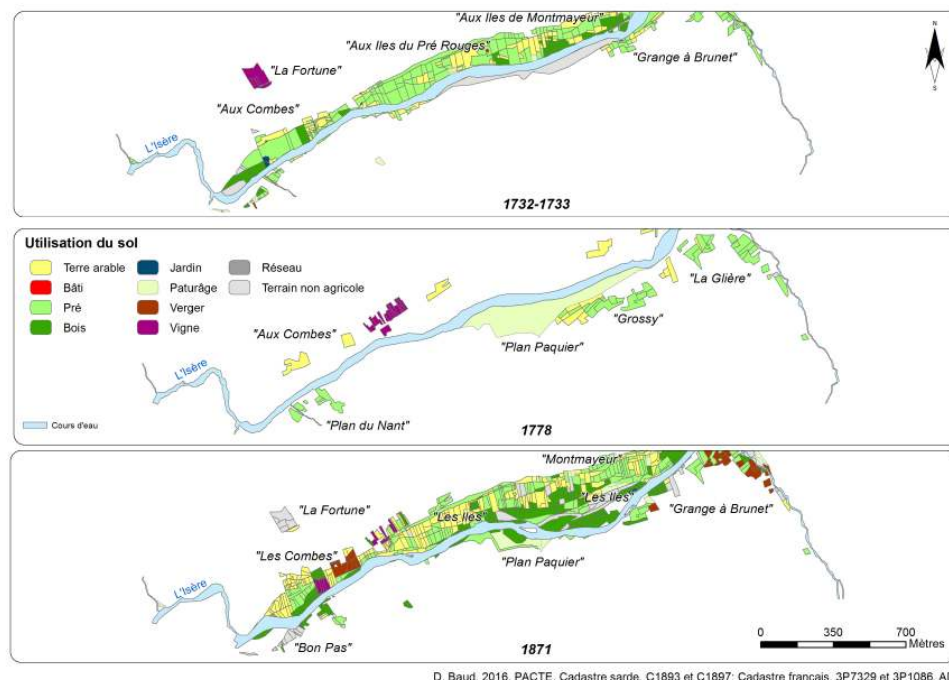 "Aux Iles de Montmayeur"
"Aux Iles du Pré Rouges"
"La Fortune"
"Grange à Brunet"
"Aux Combes"
L'Isère
1732-1733
N
S
Utilisation du sol
Terre arable
Bâti
Pré
Bois
Jardin
Paturâge
Verger
Vigne
Réseau
Terrain non agricole
"La Glière"
"Grossy"
"Aux Combes"
"Plan Paquier"
L'Isère
"Plan du Nant"
Cours d'eau
1778
"Montmayeur"
"La Fortune"
"Les Iles"
"Les Iles"
"Grange à Brunet"
"Les Combes"
"Plan Paquier"
L'Isère
"Bon Pas"
0 350 700
Mètres
1871
D. Baud, 2016, PACTE, Cadastre sarde, C1893 et C1897; Cadastre français, 3P7329 et 3P1086, A